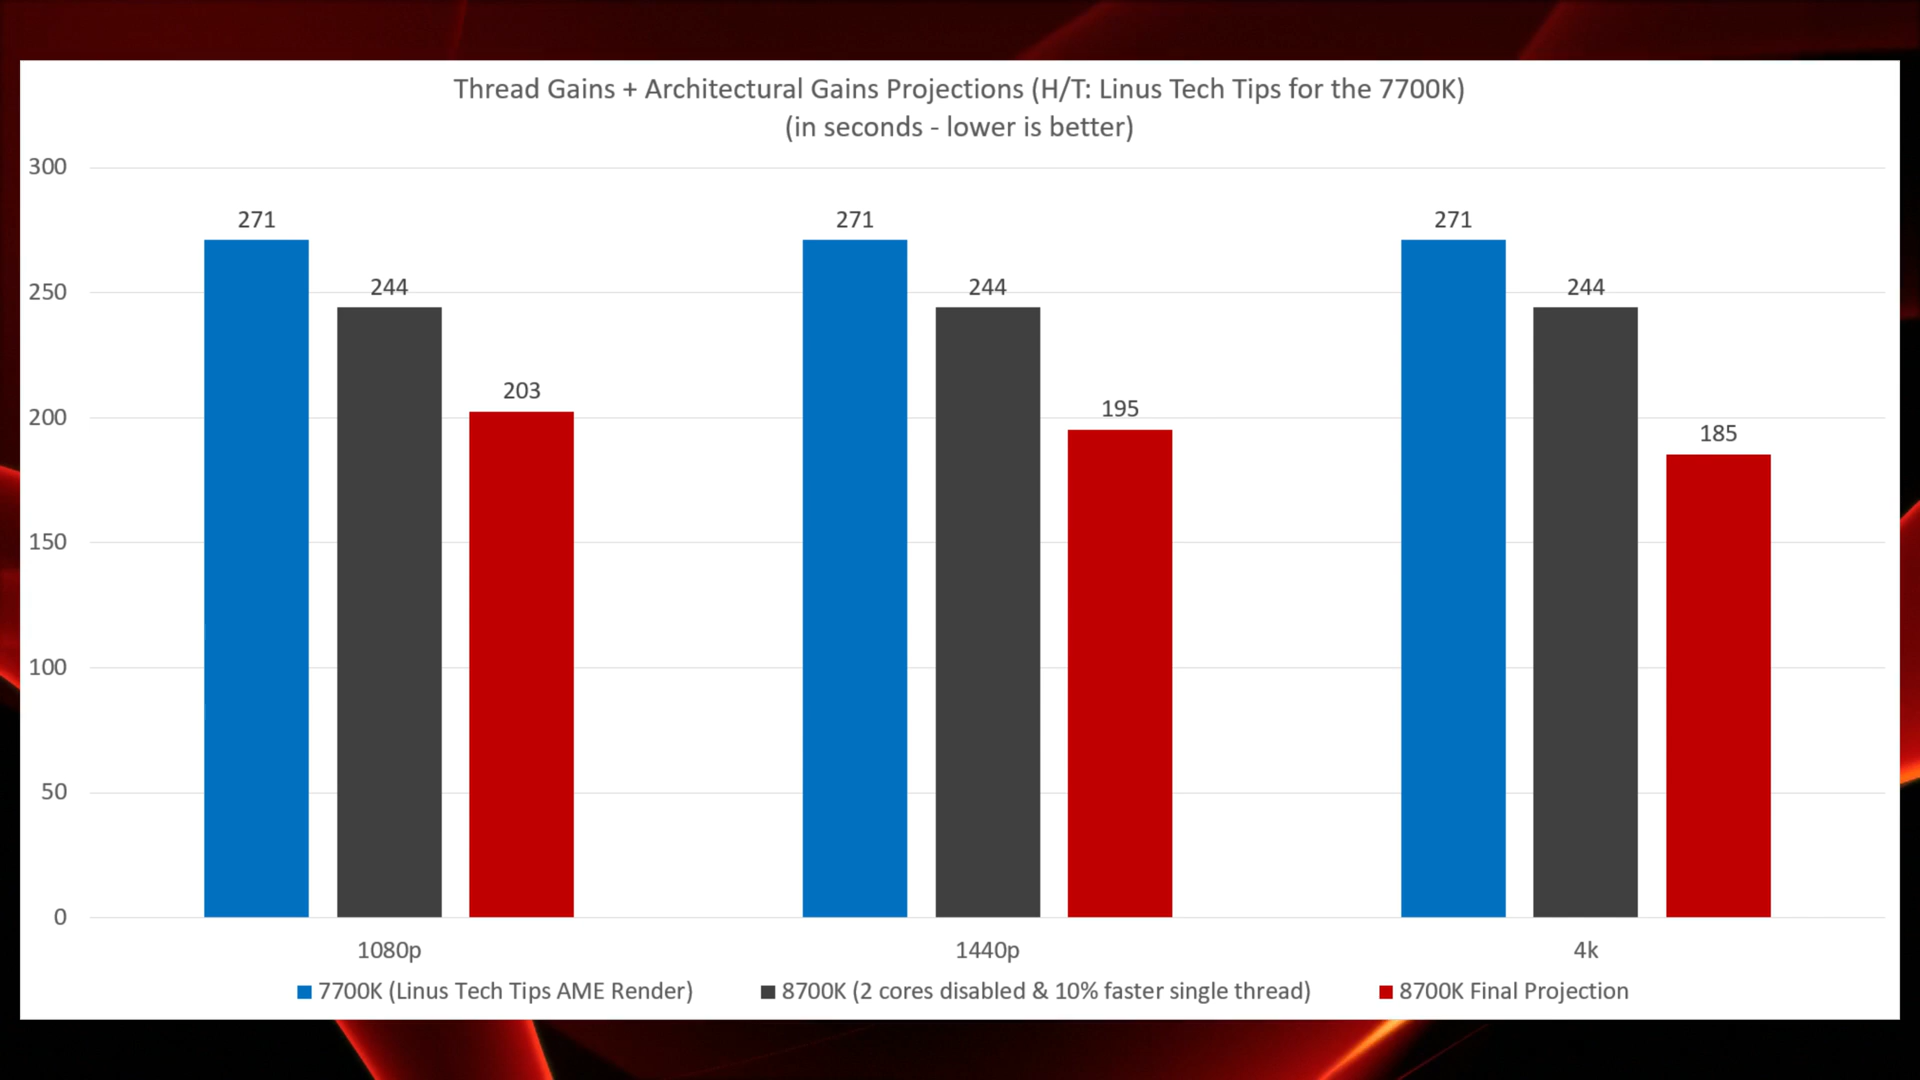 Thread Gains + Architectural Gains Projections (H/T: Linus Tech Tips for the 7700K)
(in seconds - lower is better)
300
250
200
150
100
50
0
271
244
203
271
244
195
271
244
185
1080p
1440p
4k
7700K (Linus Tech Tips AME Render)
8700K (2 cores disabled & 10% faster single thread)
8700K Final Projection